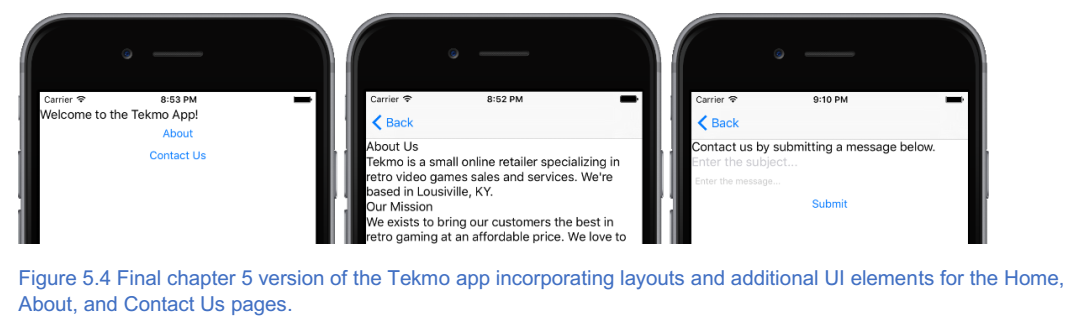 Carrier 8:53 PM
Welcome to the Tekmo App!
About
Contact Us
Carrier 8:52 PM
Back
About Us
Tekmo is a small online retailer specializing in
retro video games sales and services. We're
based in Lousiville, KY.
Our Mission
We exists to bring our customers the best in
retro gaming at an affordable price. We love to
Carrier 9:10 PM
Back
Contact us by submitting a message below.
Enter the subject...
Enter the message...
Submit
Figure 5.4 Final chapter 5 version of the Tekmo app incorporating layouts and additional UI elements for the Home,
About, and Contact Us pages.